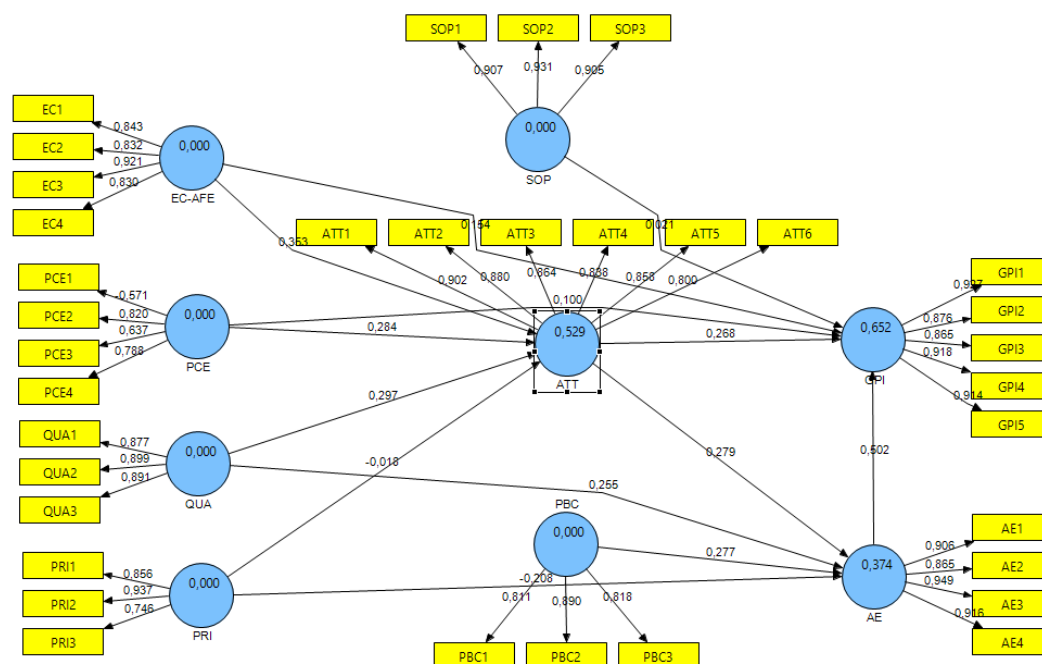 SOP1 SOP2 SOP3
0,907 0,931 0,905
0,000
SOP
EC1
EC2
EC3
EC4
0,843
0,832
0,921
0,830
0,000
EC-AFE
0,154
0,021
0,353
ATT1 ATT2 ATT3 ATT4 ATT5 ATT6
0,902 0,880 0,864 0,838 0,858 0,800
PCE1
PCE2
PCE3
PCE4
-0,571
0,820
0,637
0,788
0,000
PCE
0,100
0,284
0,529
ATT
0,268
0,652
GPI
0,876
0,865
0,918
0,914
GPI1
GPI2
GPI3
GPI4
GPI5
0,297
QUA1
QUA2
QUA3
0,877
0,899
0,891
0,000
QUA
-0,018
0,279
0,502
0,255
PBC
0,000
0,277
0,811 0,890 0,818
PBC1 PBC2 PBC3
PRI1
PRI2
PRI3
0,856
0,937
0,746
0,000
PRI
-0,208
0,374
AE
0,906
0,865
0,949
0,916
AE1
AE2
AE3
AE4